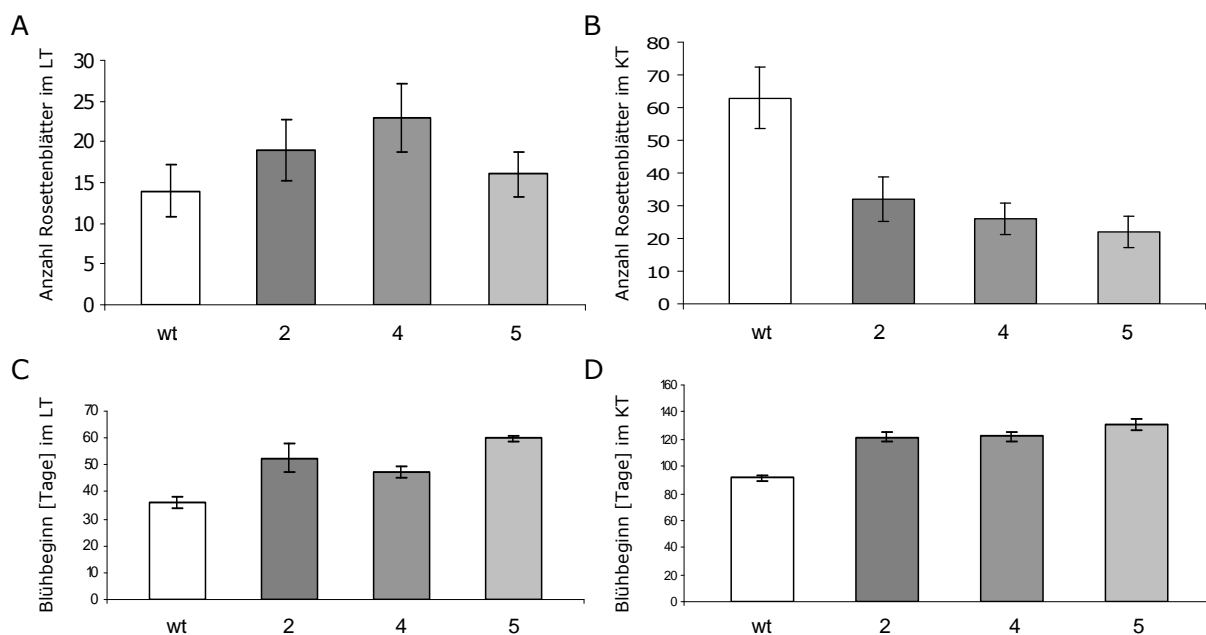 A
Anzahl Rosettenblätter im LT
30
25
20
15
10
5
0
wt 2 4 5
B
Anzahl Rosettenblätter im KT
80
70
60
50
40
30
20
10
0
wt 2 4 5
C
Blühbeginn [Tage] im LT
70
60
50
40
30
20
10
0
wt 2 4 5
D
Blühbeginn [Tage] im KT
160
140
120
100
80
60
40
20
0
wt 2 4 5